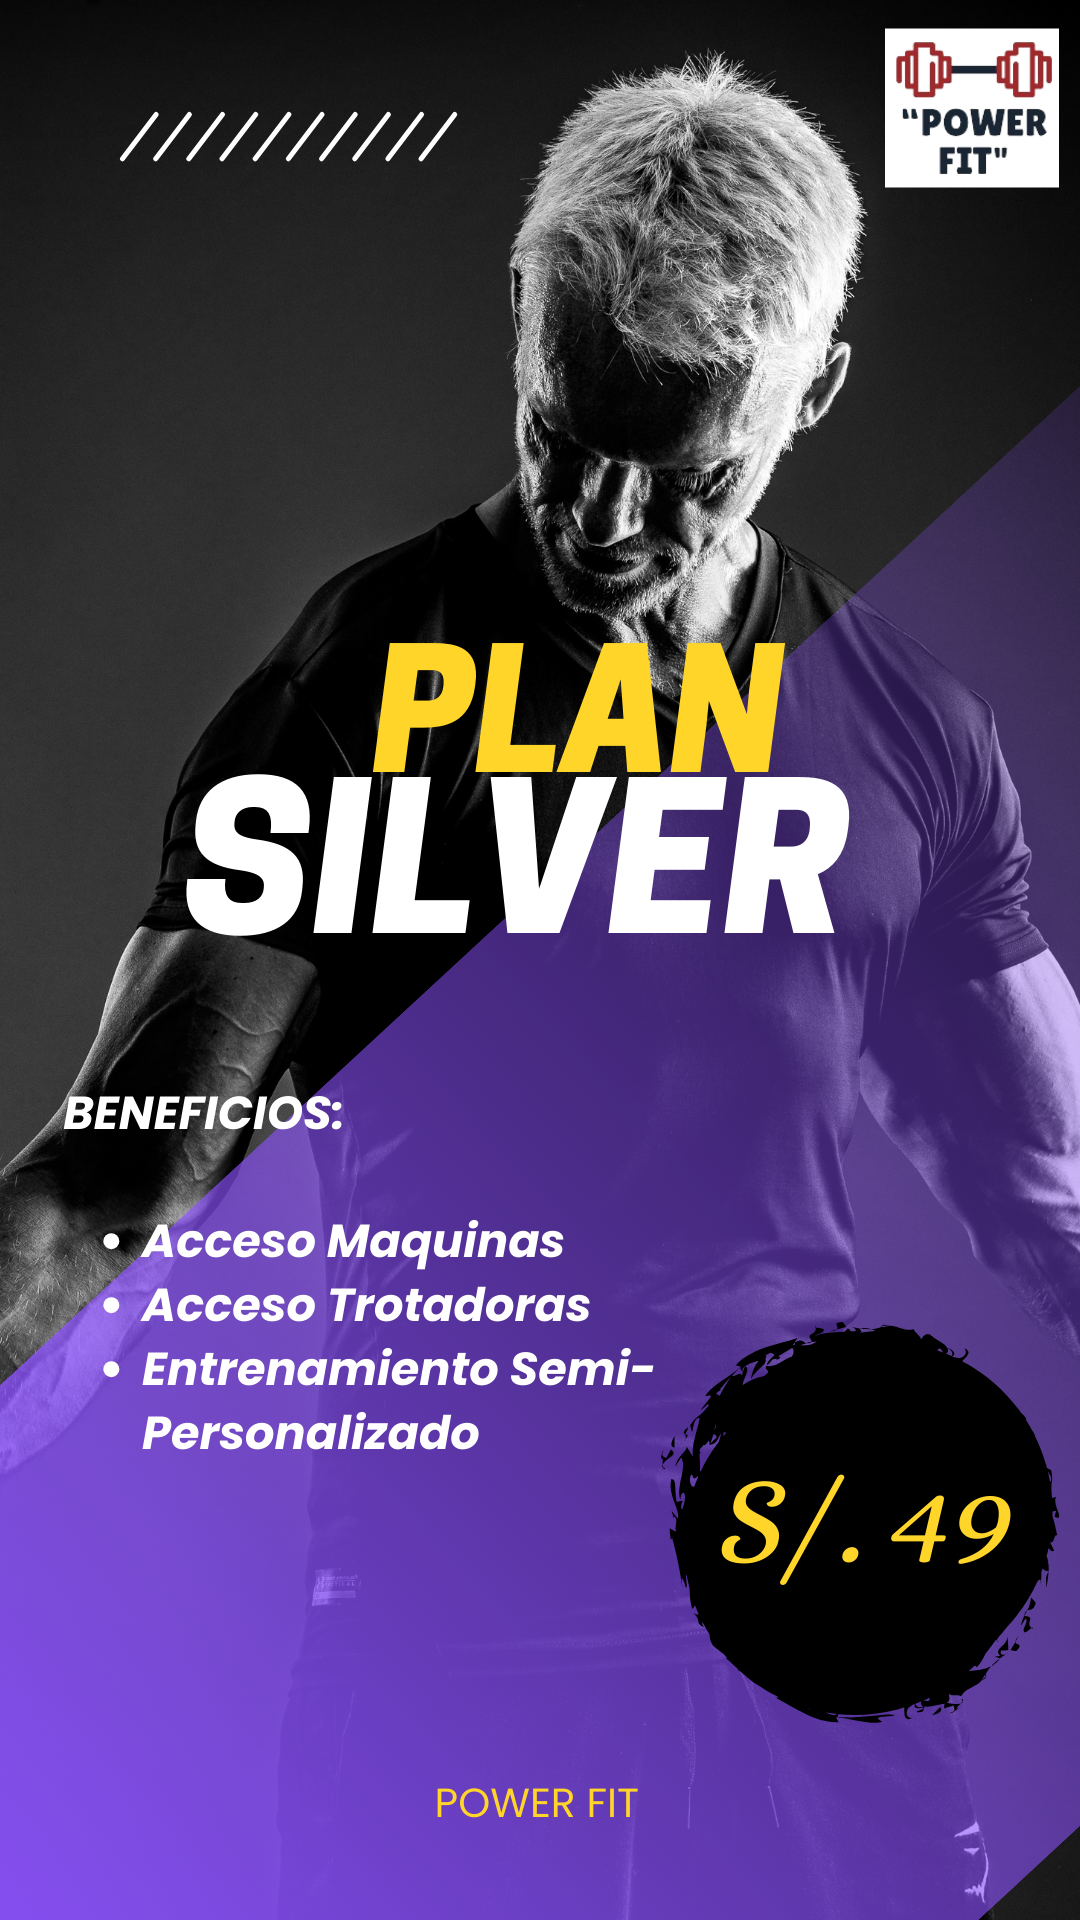 "POWER
FIT"
PLAN
SILVER
BENEFICIOS:
• Acceso Maquinas
• Acceso Trotadoras
• Entrenamiento Semi-
Personalizado
S/. 49
POWER FIT